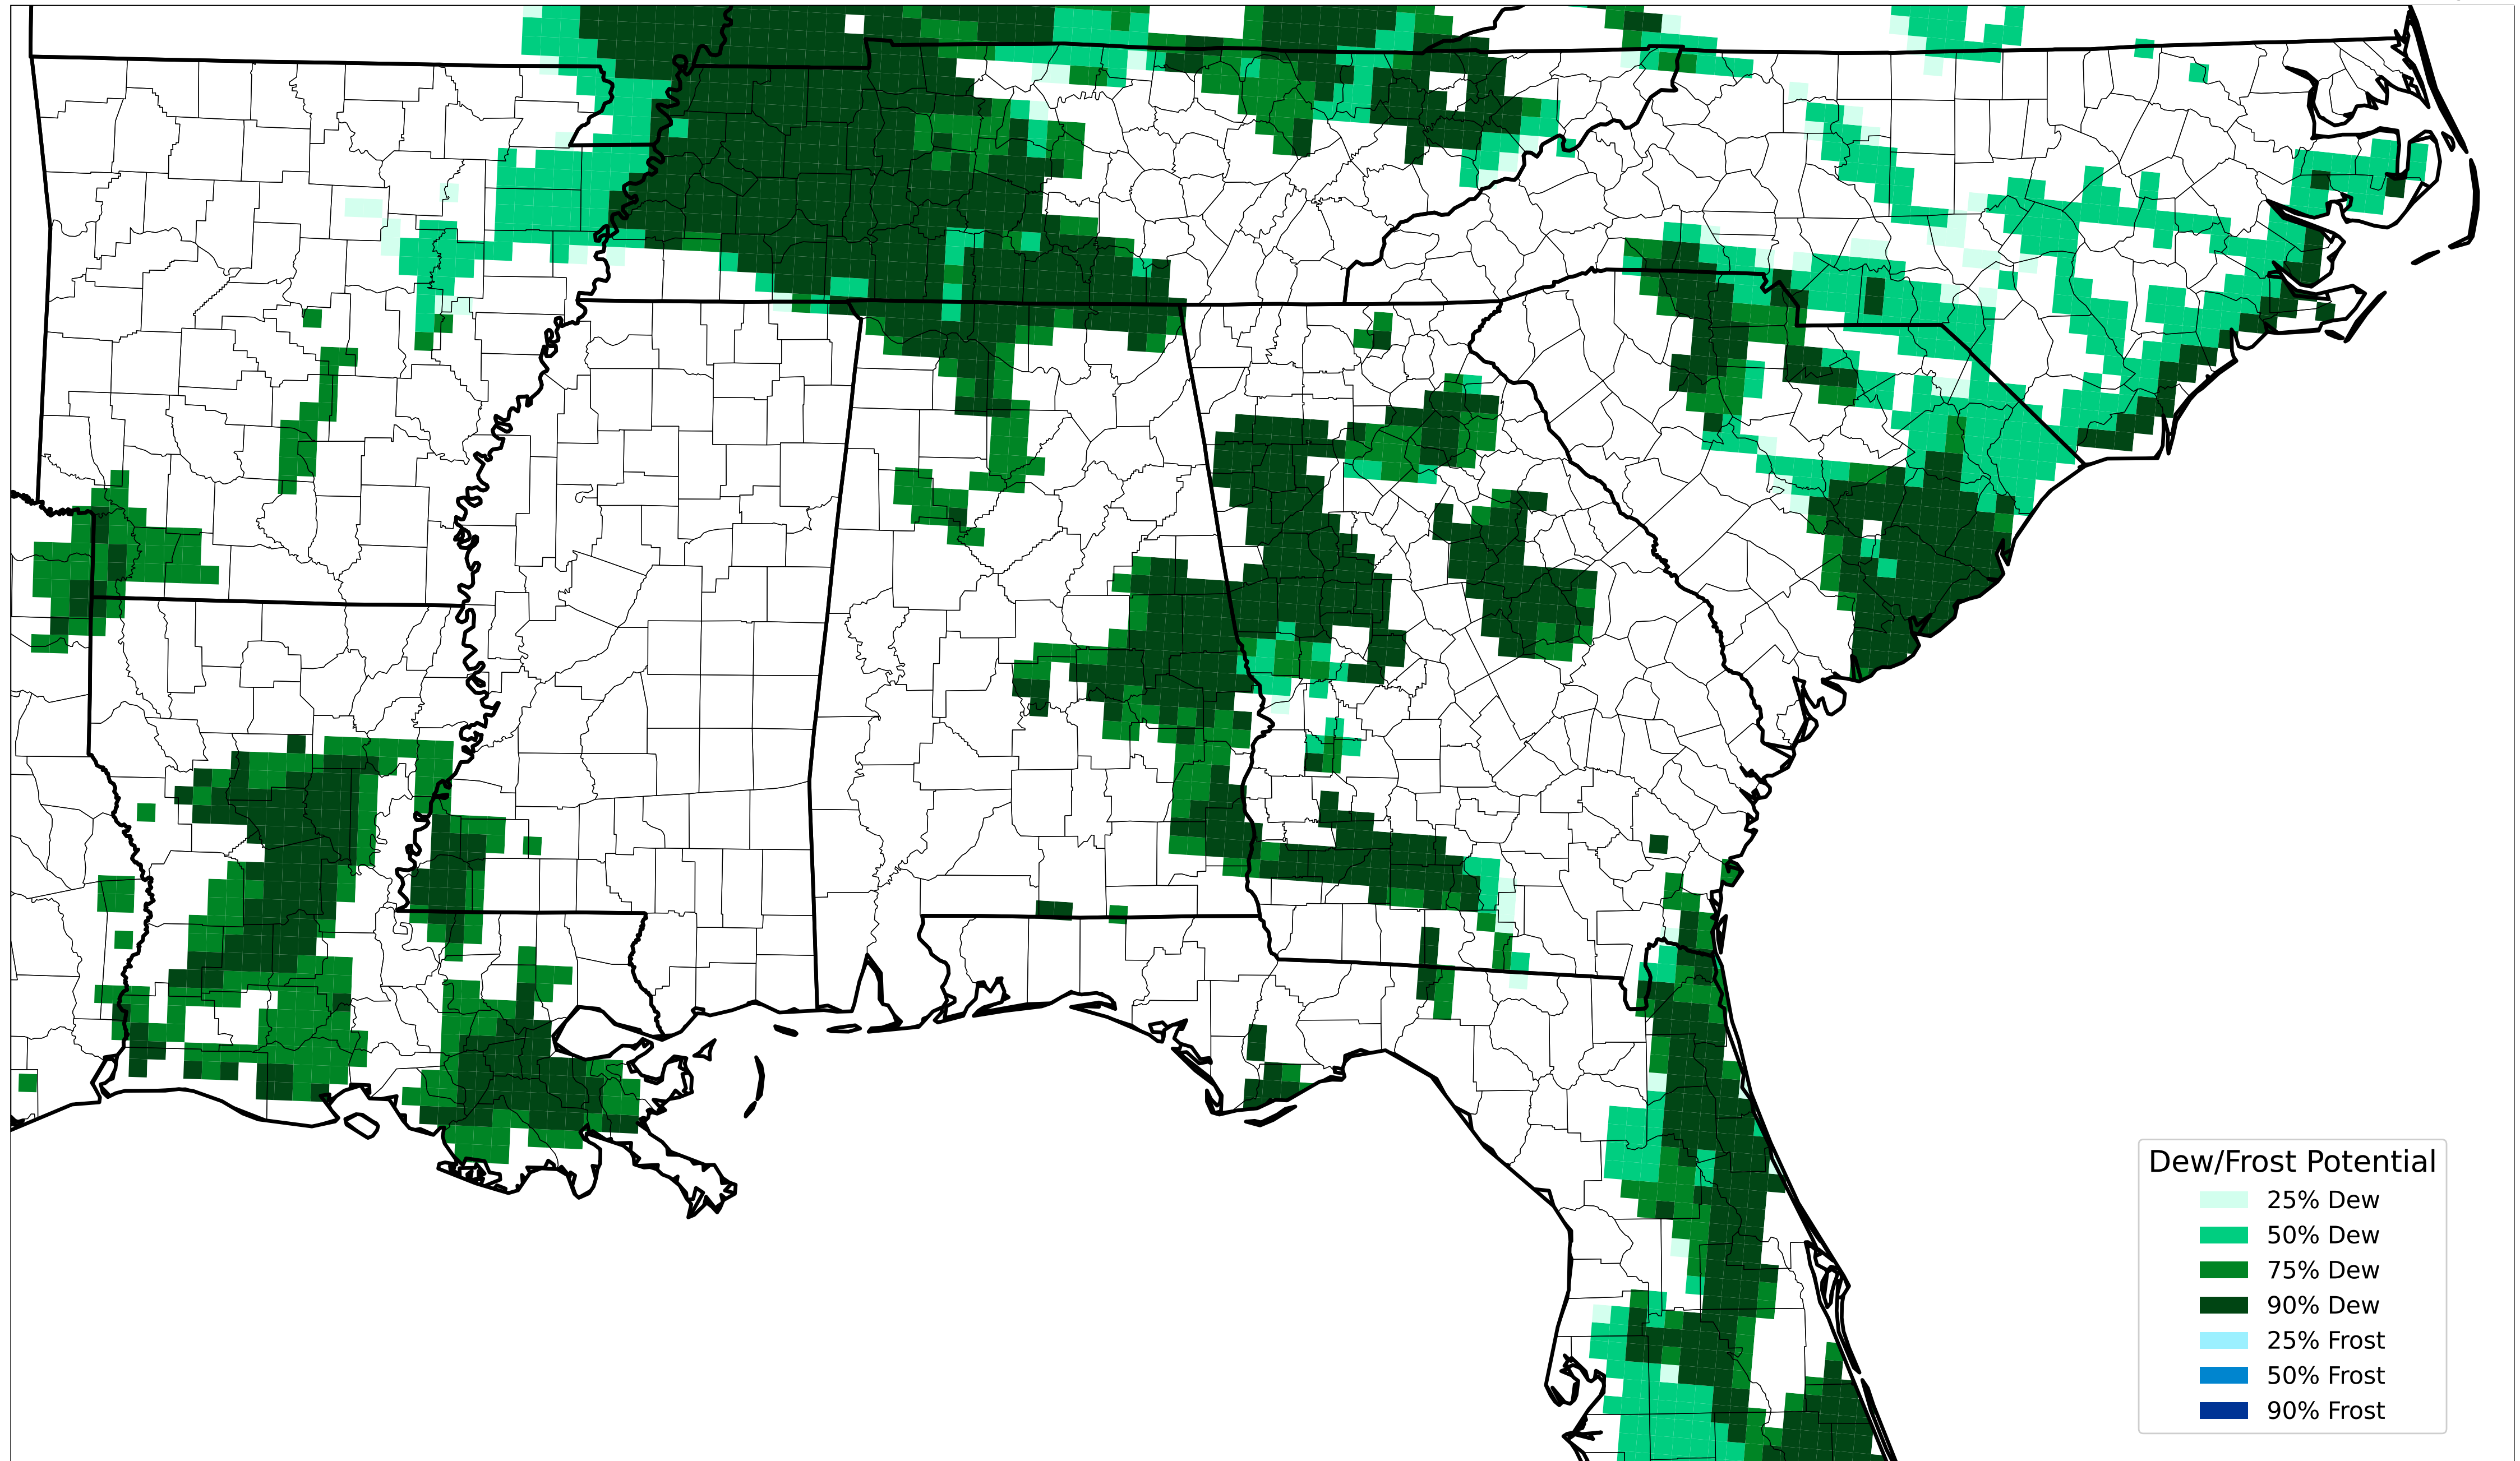 Dew/Frost Potential
25% Dew
50% Dew
75% Dew
90% Dew
25% Frost
50% Frost
90% Frost